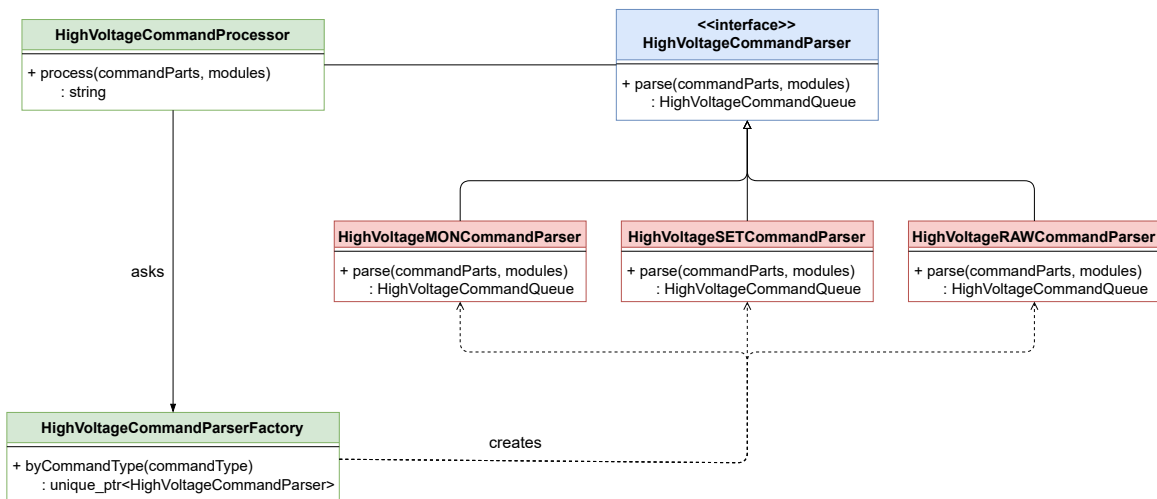 HighVoltageCommandProcessor
+ process(commandParts, modules)
: string
<<interface>>
HighVoltageCommandParser
+ parse(commandParts, modules)
: HighVoltageCommandQueue
HighVoltageMONCommandParser
+ parse(commandParts, modules)
: HighVoltageCommandQueue
HighVoltageSETCommandParser
+ parse(commandParts, modules)
: HighVoltageCommandQueue
HighVoltageRAWCommandParser
+ parse(commandParts, modules)
: HighVoltageCommandQueue
asks
HighVoltageCommandParserFactory
+ byCommandType(commandType)
: unique_ptr<HighVoltageCommandParser>
creates